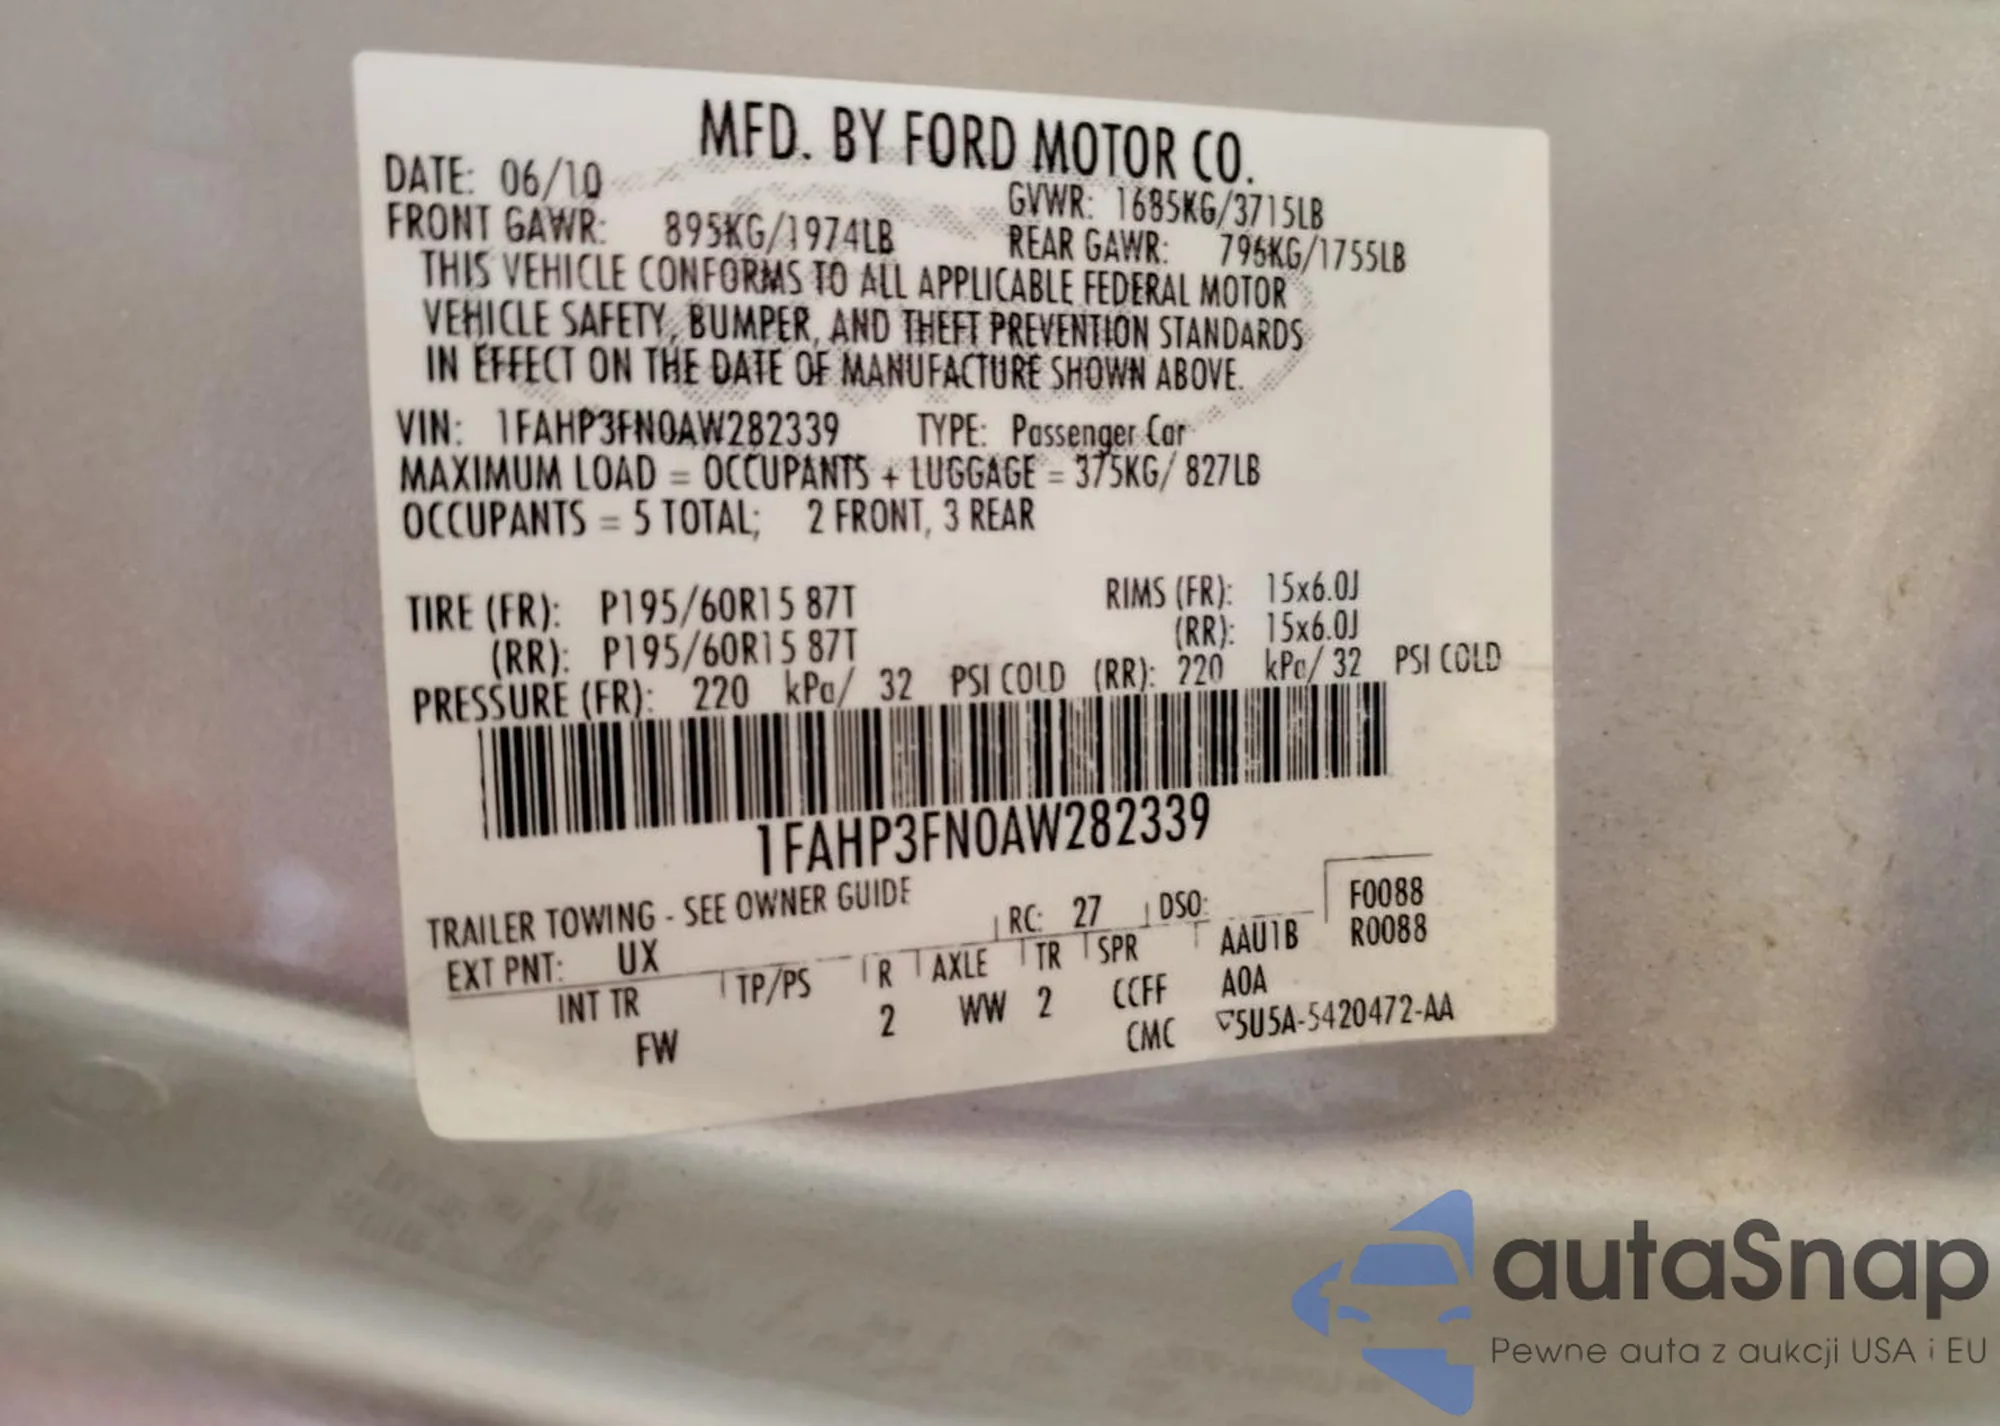 MFD. BY FORD MOTOR CO.
DATE: 06/10
GVWR: 1685KG/3715LB
FRONT GAWR: 895KG/1974LB
REAR GAWR: 796KG/1755LB
THIS VEHICLE CONFORMS TO ALL APPLICABLE FEDERAL MOTOR
VEHICLE SAFETY, BUMPER, AND THEFT PREVENTION STANDARDS
IN EFFECT ON THE DATE OF MANUFACTURE SHOWN ABOVE.
VIN: 1FAHP3FN0AW282339 TYPE: Passenger Car
MAXIMUM LOAD = OCCUPANTS + LUGGAGE = 375KG/ 827LB
OCCUPANTS = 5 TOTAL; 2 FRONT, 3 REAR
TIRE (FR): P195/60R15 87T RIMS (FR): 15x6.0J
(RR): P195/60R15 87T (RR): 15x6.0J
PRESSURE (FR): 220 kPa/ 32 PSI COLD (RR): 220 kPa/ 32 PSI COLD
1FAHP3FN0AW282339
TRAILER TOWING - SEE OWNER GUIDE
RC: 27 DSO: F0088
EXT PNT: UX AAU1B R0088
INT TR TP/PS R AXLE TR SPR
FW 2 WW 2 CCFF A0A
CMC ▽5U5A-5420472-AA
autaSnap
Pewne auta z aukcji USA i EU